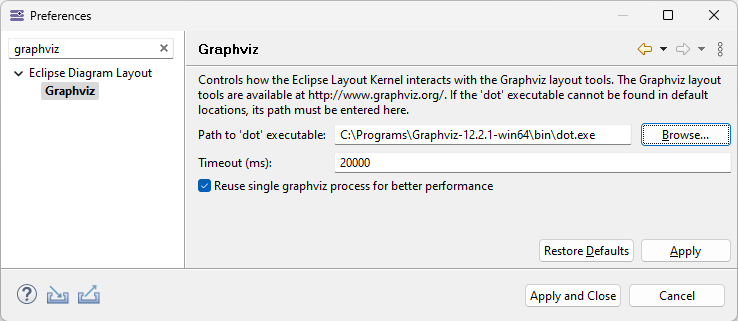 Preferences
graphviz
Eclipse Diagram Layout
Graphviz
Graphviz
Controls how the Eclipse Layout Kernel interacts with the Graphviz layout tools. The Graphviz layout
tools are available at http://www.graphviz.org/. If the 'dot' executable cannot be found in default
locations, its path must be entered here.
Path to 'dot' executable: C:\Programs\Graphviz-12.2.1-win64\bin\dot.exe Browse...
Timeout (ms): 20000
Reuse single graphviz process for better performance
Restore Defaults Apply
? Apply and Close Cancel